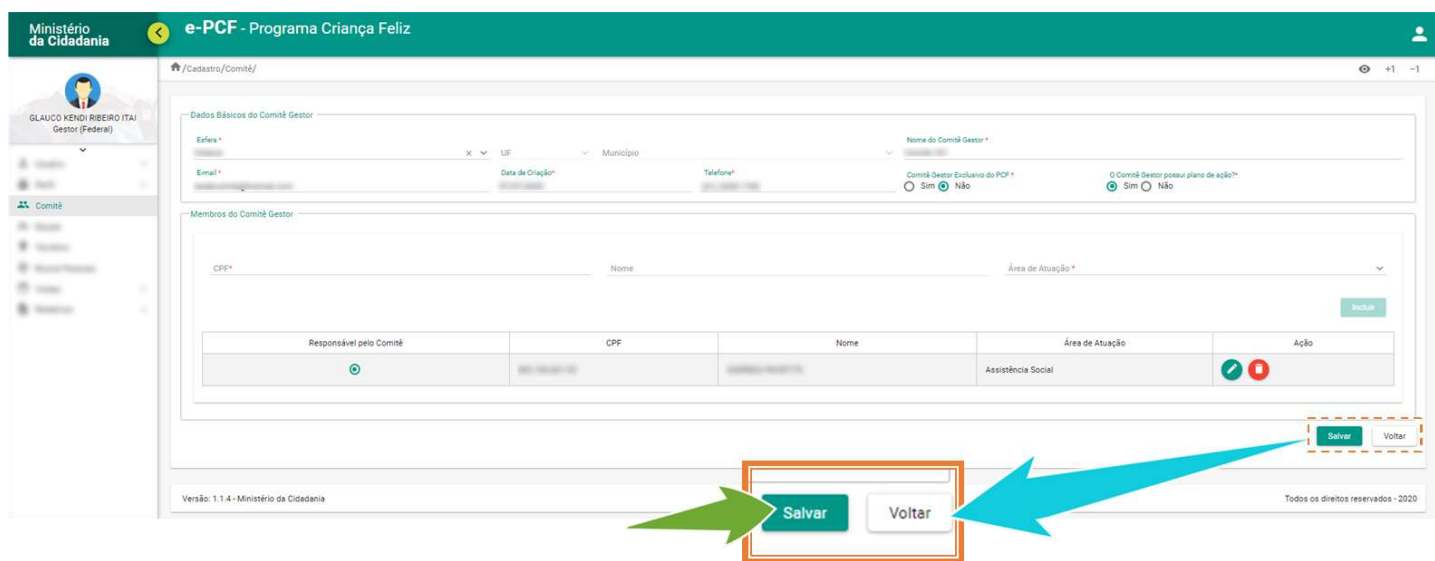 Ministério
da Cidadania
e-PCF - Programa Criança Feliz
/Cadastro/Comitê/
+1 -1
GLAUCO KENDI RIBEIRO ITAI
Gestor (Federal)
Comitê
Dados Básicos do Comitê Gestor
Esfera *
UF
Município
Nome do Comitê Gestor *
E-mail *
Data de Criação*
Telefone*
Comitê Gestor Exclusivo do PCF *
Sim Não
O Comitê Gestor possui plano de ação?*
Sim Não
Membros do Comitê Gestor
CPF*
Nome
Área de Atuação *
Incluir
Responsável pelo Comitê CPF Nome Área de Atuação Ação
Assistência Social
Salvar Voltar
Versão: 1.1.4 - Ministério da Cidadania
Todos os direitos reservados - 2020
Salvar Voltar